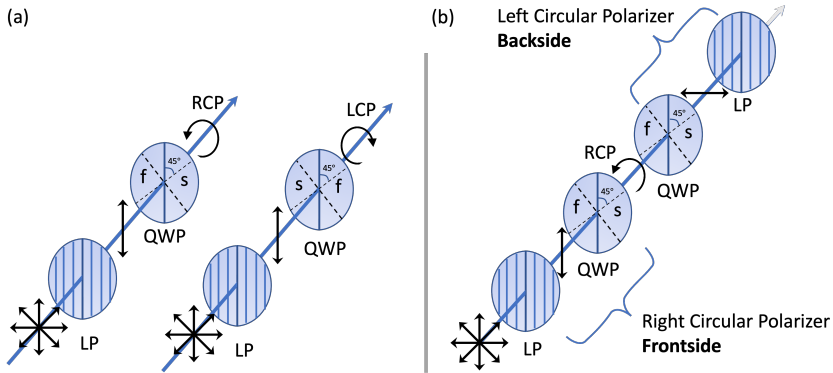 (a)
RCP
LCP
45°
f
s
QWP
LP
45°
s
f
QWP
LP
(b)
Left Circular Polarizer
Backside
LP
45°
f
s
QWP
RCP
45°
f
s
QWP
LP
Right Circular Polarizer
Frontside